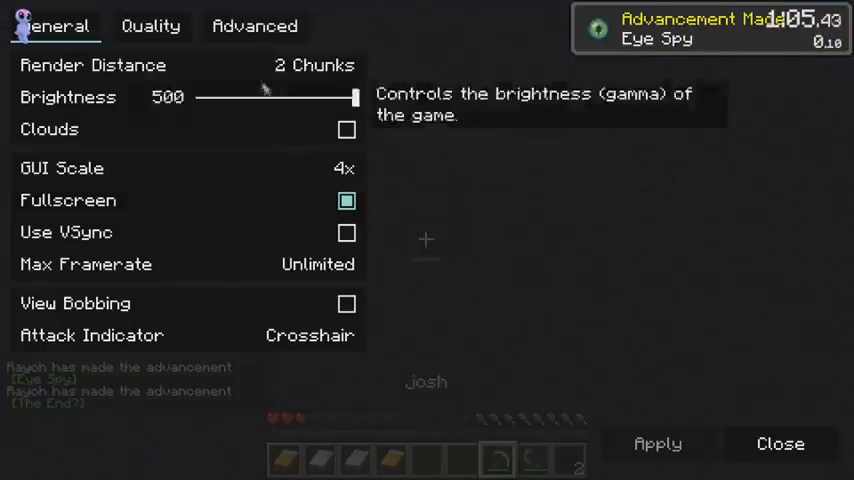 General Quality Advanced
Advancement Made 1:05.43
Eye Spy 0.10
Render Distance 2 Chunks
Brightness 500
Controls the brightness (gamma) of
the game.
Clouds
GUI Scale 4x
Fullscreen
Use VSync
Max Framerate Unlimited
View Bobbing
Attack Indicator Crosshair
Rayoh has made the advancement
[Eye Spy]
Rayoh has made the advancement
[The End?]
josh
2
Apply Close